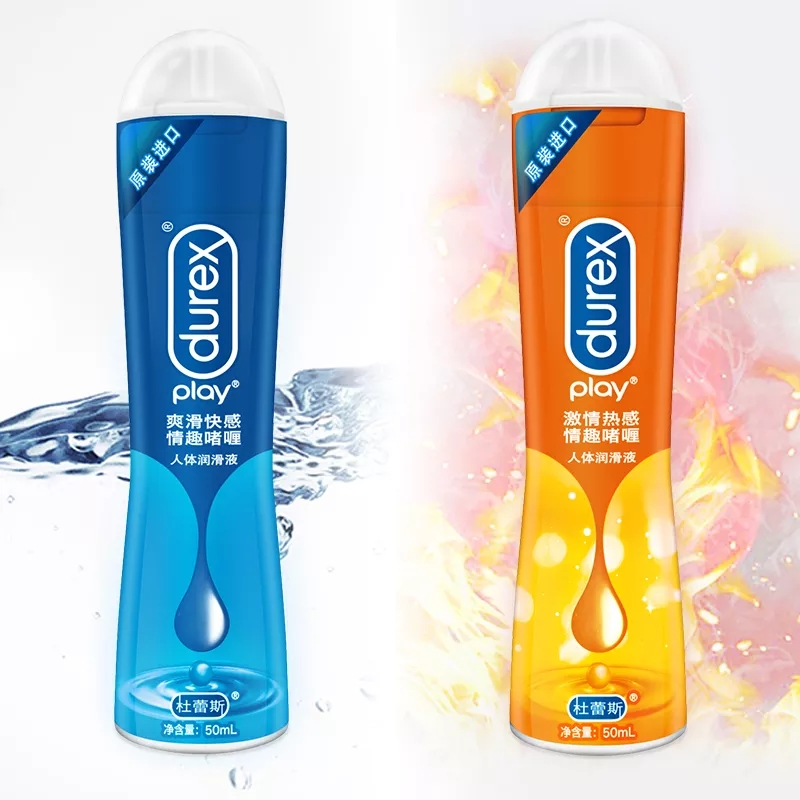 原装进口
durex®
play®
爽滑快感
情趣啫喱
人体润滑液
杜蕾斯®
净含量: 50mL
原装进口
durex®
play®
激情热感
情趣啫喱
人体润滑液
杜蕾斯®
净含量: 50mL